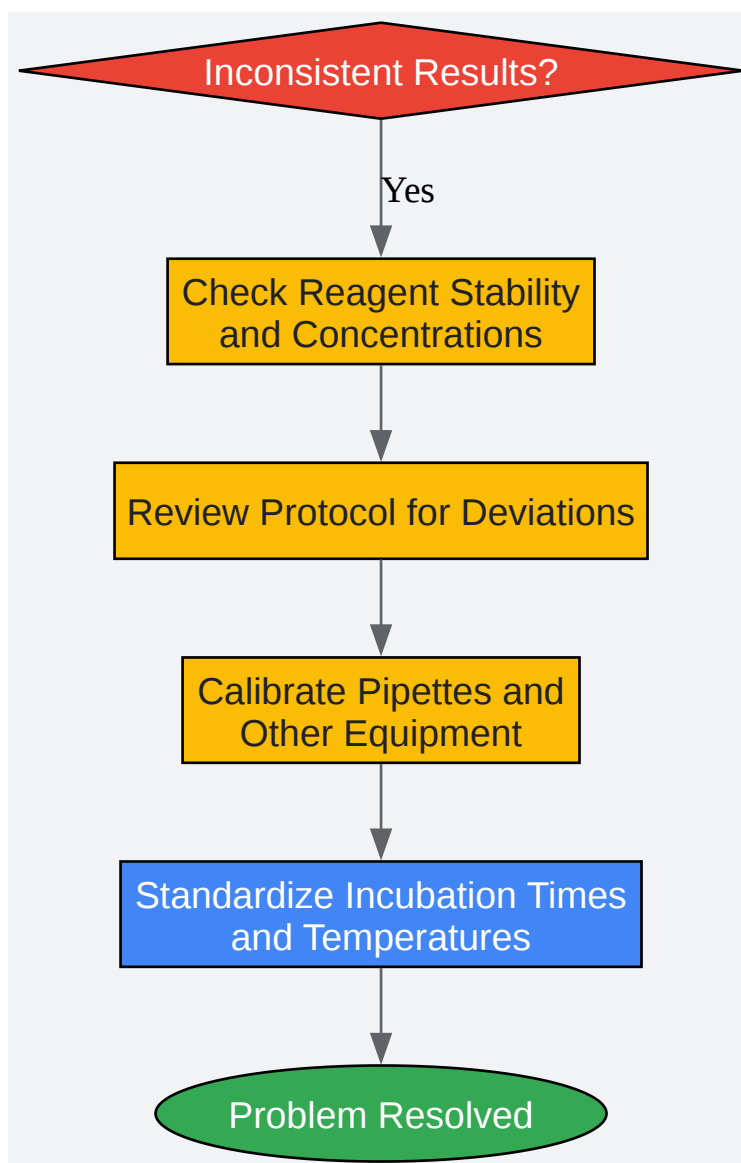 Inconsistent Results?
Yes
Check Reagent Stability
and Concentrations
Review Protocol for Deviations
Calibrate Pipettes and
Other Equipment
Standardize Incubation Times
and Temperatures
Problem Resolved